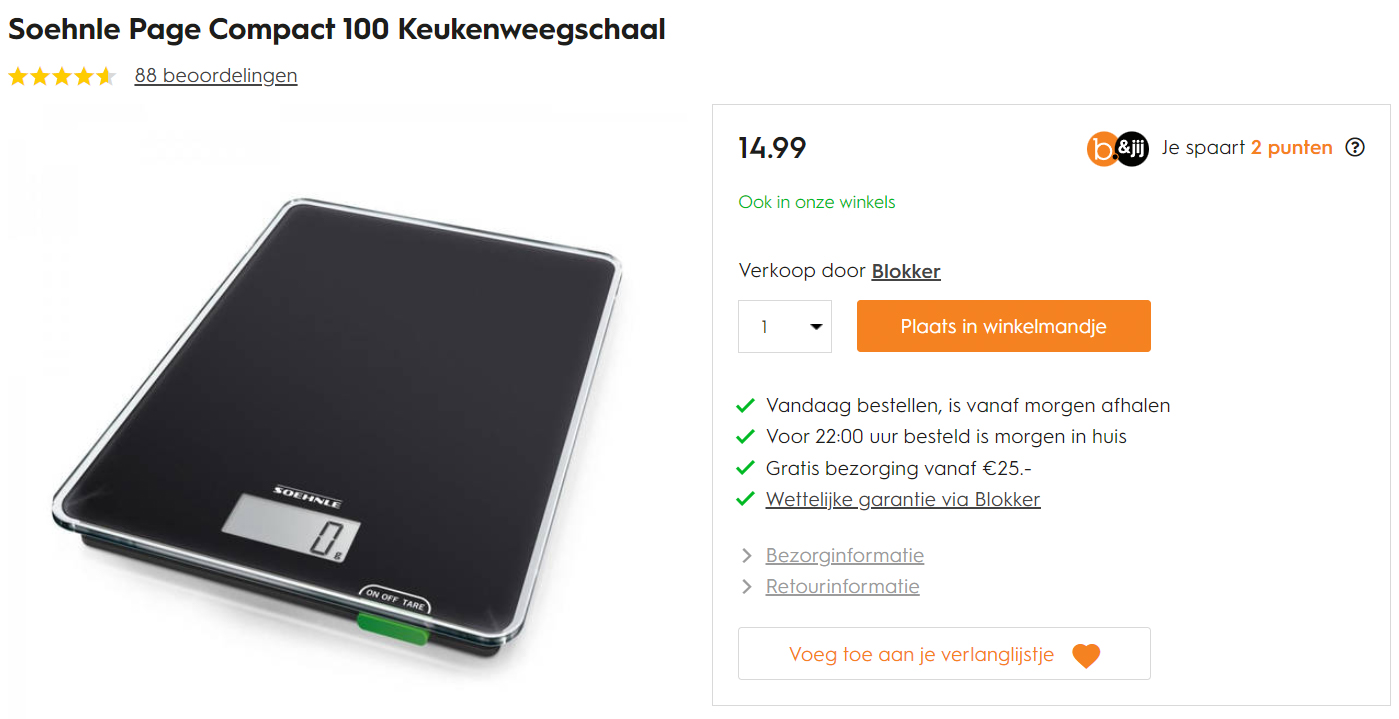 Soehnle Page Compact 100 Keukenweegschaal
88 beoordelingen
SOEHNLE
0 g
ON OFF TARE
14.99
b. &jij Je spaart 2 punten ?
Ook in onze winkels
Verkoop door Blokker
1
Plaats in winkelmandje
Vandaag bestellen, is vanaf morgen afhalen
Voor 22:00 uur besteld is morgen in huis
Gratis bezorging vanaf €25.-
Wettelijke garantie via Blokker
Bezorginformatie
Retourinformatie
Voeg toe aan je verlanglijstje